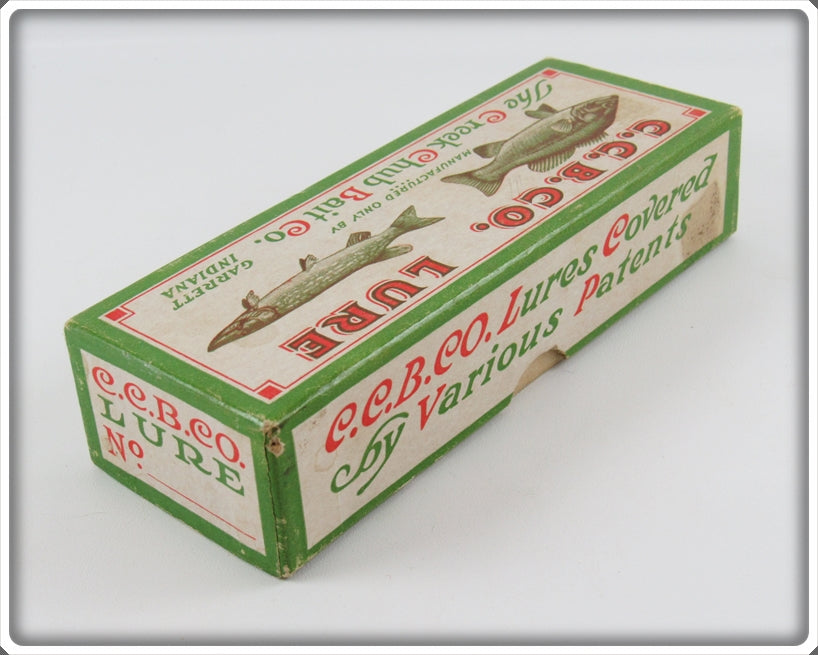 C.C.B.CO. LURE
MANUFACTURED ONLY BY
The Creek Chub Bait Co.
GARRETT
INDIANA
C.C.B.CO. Lures Covered
by Various Patents
C.C.B.CO.
LURE
No.